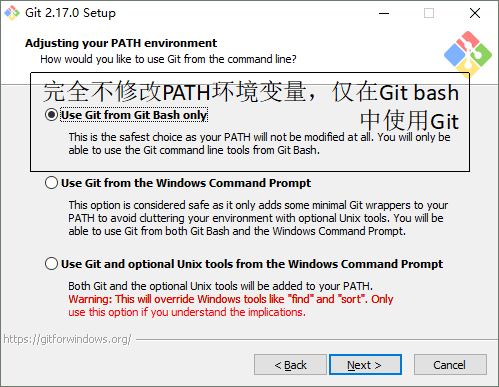 Git 2.17.0 Setup
Adjusting your PATH environment
How would you like to use Git from the command line?
完全不修改PATH环境变量，仅在Git bash
中使用Git
Use Git from Git Bash only
This is the safest choice as your PATH will not be modified at all. You will only
be able to use the Git command line tools from Git Bash.
Use Git from the Windows Command Prompt
This option is considered safe as it only adds some minimal Git wrappers to your
PATH to avoid cluttering your environment with optional Unix tools. You will be
able to use Git from both Git Bash and the Windows Command Prompt.
Use Git and optional Unix tools from the Windows Command Prompt
Both Git and the optional Unix tools will be added to your PATH.
Warning: This will override Windows tools like "find" and "sort". Only
use this option if you understand the implications.
https://gitforwindows.org/
< Back
Next >
Cancel